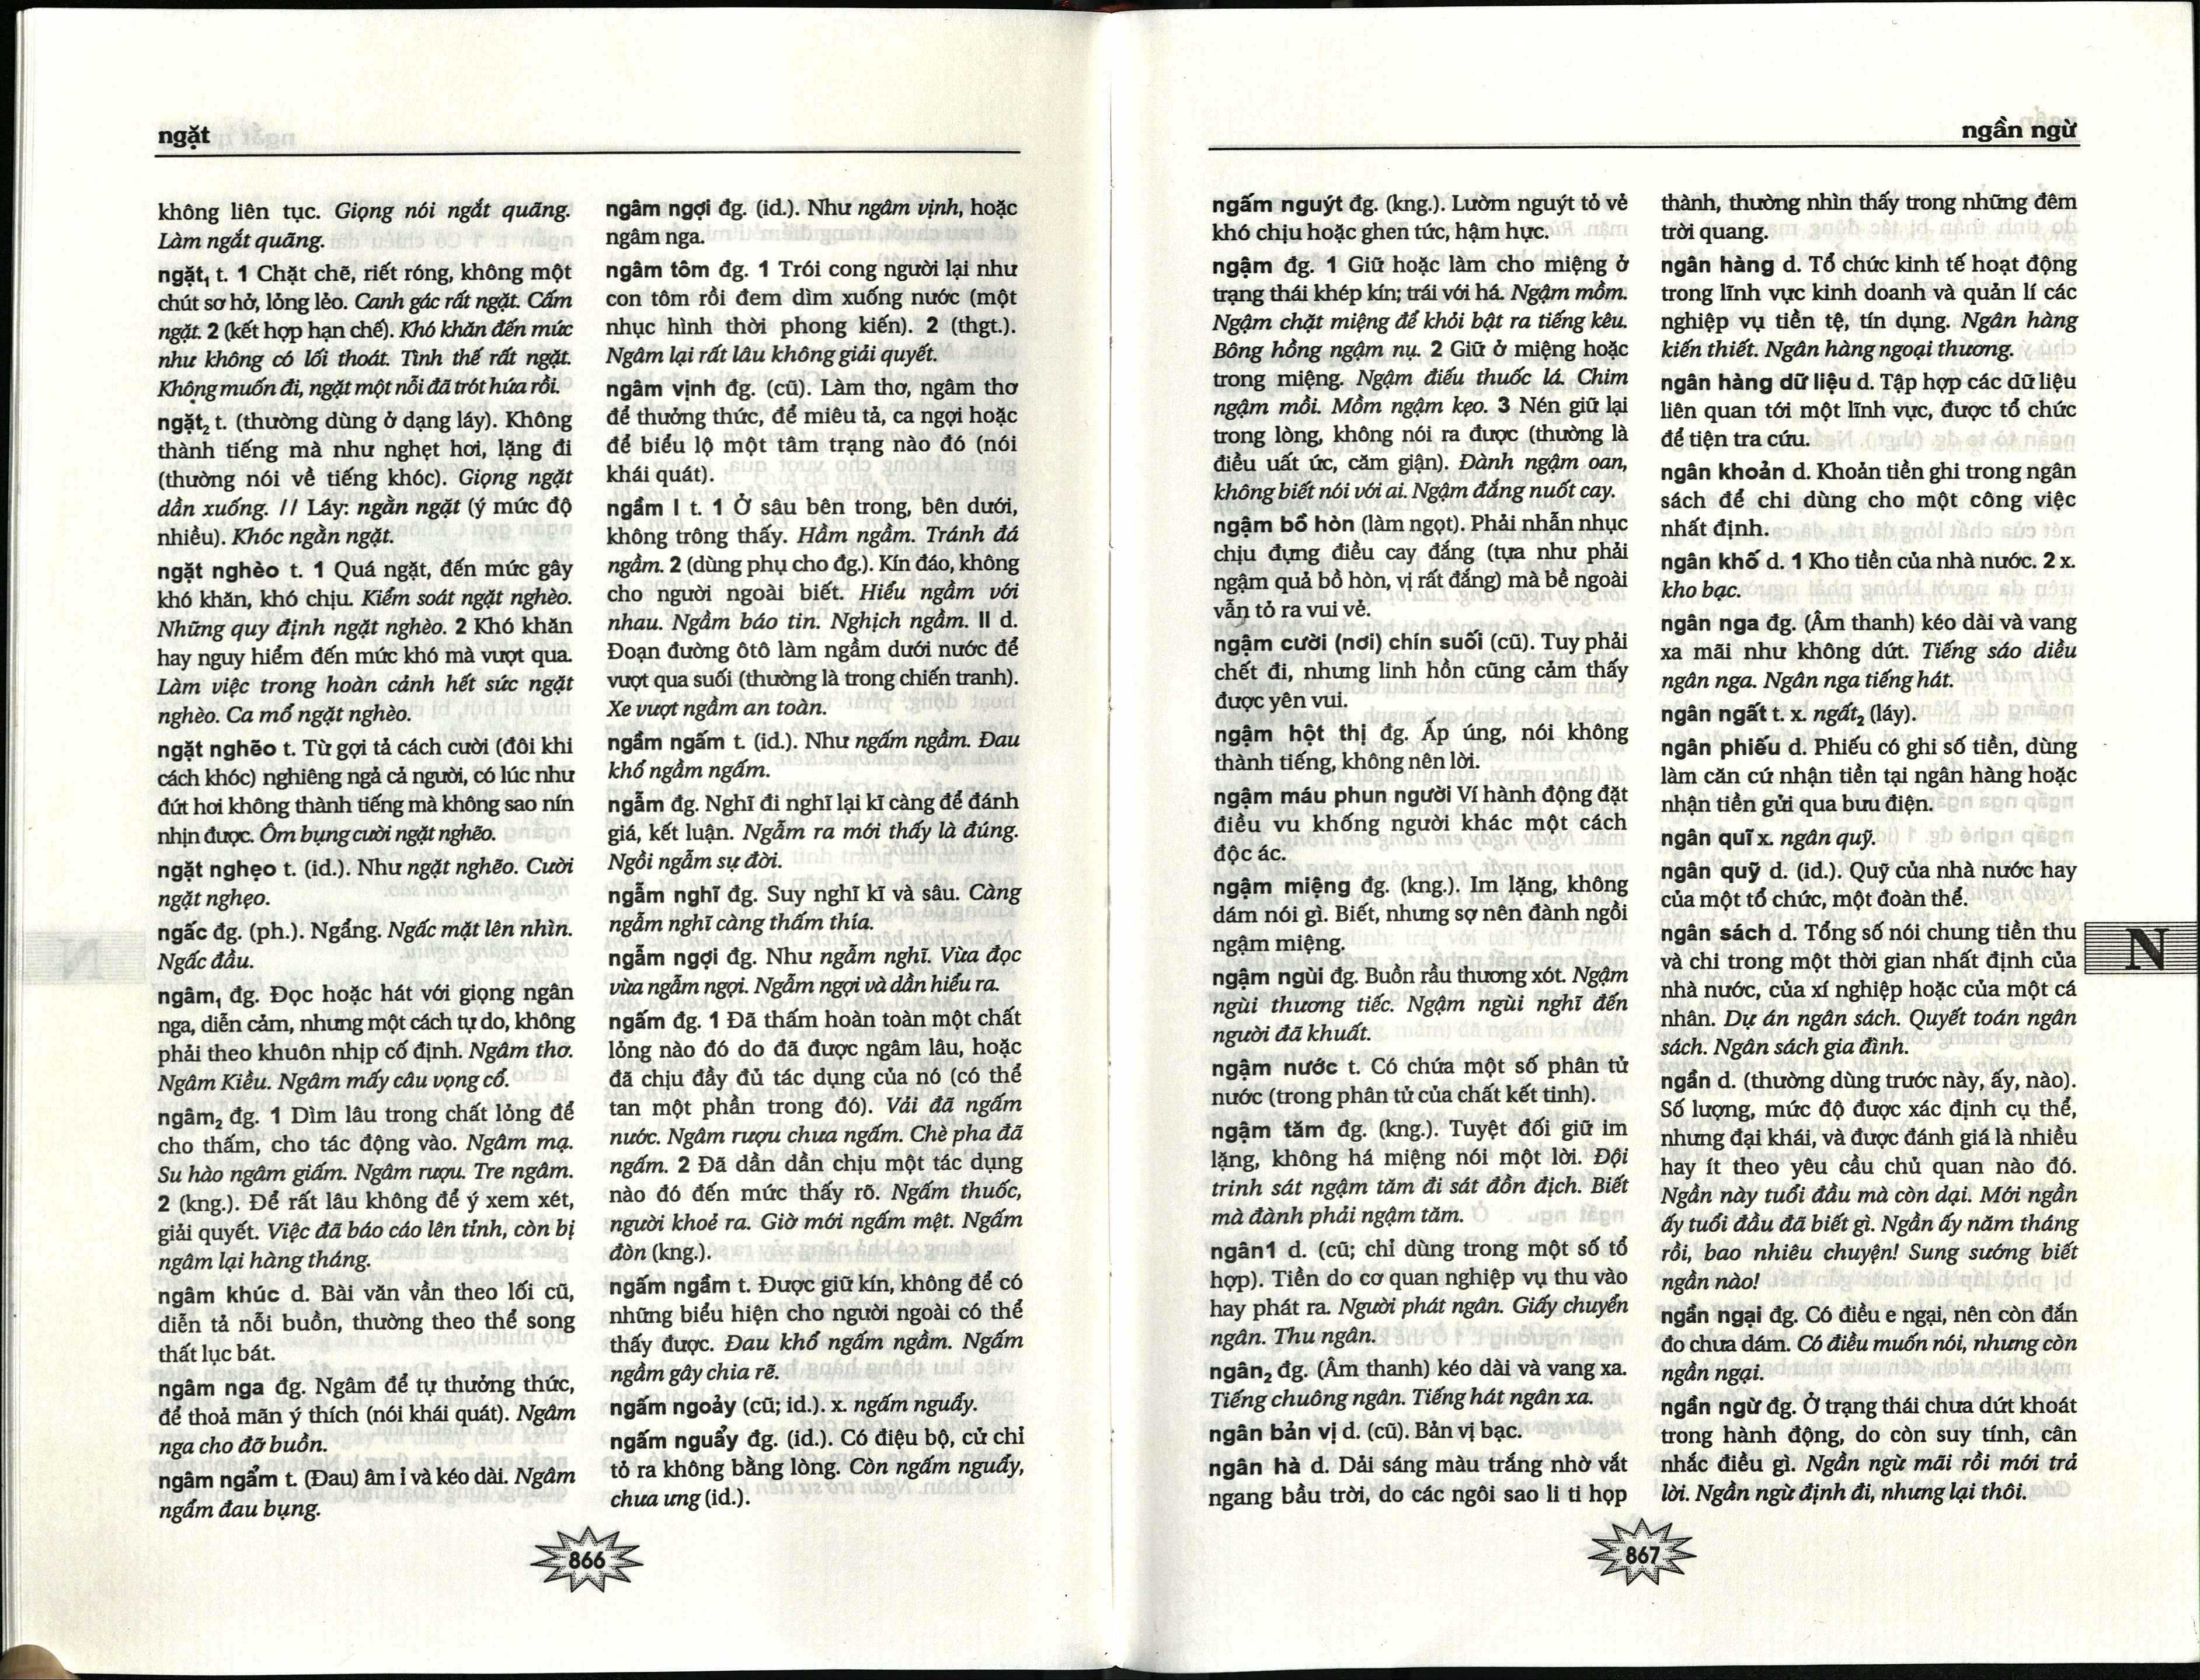 ngặt
không liên tục. Giọng nói ngắt quãng.
Làm ngắt quãng.
ngặt₁ t. 1 Chặt chẽ, riết róng, không một
chút sơ hở, lỏng lẻo. Canh gác rất ngặt. Cấm
ngặt. 2 (kết hợp hạn chế). Khó khăn đến mức
như không có lối thoát. Tình thế rất ngặt.
Không muốn đi, ngặt một nỗi đã trót hứa rồi.
ngặt₂ t. (thường dùng ở dạng láy). Không
thành tiếng mà như nghẹt hơi, lặng đi
(thường nói về tiếng khóc). Giọng ngặt
dần xuống. // Láy: ngằn ngặt (ý mức độ
nhiều). Khóc ngằn ngặt.
ngặt nghèo t. 1 Quá ngặt, đến mức gây
khó khăn, khó chịu. Kiểm soát ngặt nghèo.
Những quy định ngặt nghèo. 2 Khó khăn
hay nguy hiểm đến mức khó mà vượt qua.
Làm việc trong hoàn cảnh hết sức ngặt
nghèo. Ca mổ ngặt nghèo.
ngặt nghẽo t. Từ gợi tả cách cười (đôi khi
cách khóc) nghiêng ngả cả người, có lúc như
đứt hơi không thành tiếng mà không sao nín
nhịn được. Ôm bụng cười ngặt nghẽo.
ngặt nghẹo t. (id.). Như ngặt nghẽo. Cười
ngặt nghẹo.
ngấc đg. (ph.). Ngẩng. Ngấc mặt lên nhìn.
Ngấc đầu.
ngâm₁ đg. Đọc hoặc hát với giọng ngân
nga, diễn cảm, nhưng một cách tự do, không
phải theo khuôn nhịp cố định. Ngâm thơ.
Ngâm Kiều. Ngâm mấy câu vọng cổ.
ngâm₂ đg. 1 Dìm lâu trong chất lỏng để
cho thấm, cho tác động vào. Ngâm mạ.
Su hào ngâm giấm. Ngâm rượu. Tre ngâm.
2 (kng.). Để rất lâu không để ý xem xét,
giải quyết. Việc đã báo cáo lên tỉnh, còn bị
ngâm lại hàng tháng.
ngâm khúc d. Bài văn vần theo lối cũ,
diễn tả nỗi buồn, thường theo thể song
thất lục bát.
ngâm nga đg. Ngâm để tự thưởng thức,
để thoả mãn ý thích (nói khái quát). Ngâm
nga cho đỡ buồn.
ngâm ngẩm t. (Đau) âm ỉ và kéo dài. Ngâm
ngẩm đau bụng.
ngâm ngợi đg. (id.). Như ngâm vịnh, hoặc
ngâm nga.
ngâm tôm đg. 1 Trói cong người lại như
con tôm rồi đem dìm xuống nước (một
nhục hình thời phong kiến). 2 (thgt.).
Ngâm lại rất lâu không giải quyết.
ngâm vịnh đg. (cũ). Làm thơ, ngâm thơ
để thưởng thức, để miêu tả, ca ngợi hoặc
để biểu lộ một tâm trạng nào đó (nói
khái quát).
ngầm I t. 1 Ở sâu bên trong, bên dưới,
không trông thấy. Hầm ngầm. Tránh đá
ngầm. 2 (dùng phụ cho đg.). Kín đáo, không
cho người ngoài biết. Hiểu ngầm với
nhau. Ngầm báo tin. Nghịch ngầm. II d.
Đoạn đường ôtô làm ngầm dưới nước để
vượt qua suối (thường là trong chiến tranh).
Xe vượt ngầm an toàn.
ngầm ngấm t. (id.). Như ngấm ngầm. Đau
khổ ngầm ngấm.
ngẫm đg. Nghĩ đi nghĩ lại kĩ càng để đánh
giá, kết luận. Ngẫm ra mới thấy là đúng.
Ngồi ngẫm sự đời.
ngẫm nghĩ đg. Suy nghĩ kĩ và sâu. Càng
ngẫm nghĩ càng thấm thía.
ngẫm ngợi đg. Như ngẫm nghĩ. Vừa đọc
vừa ngẫm ngợi. Ngẫm ngợi và dần hiểu ra.
ngấm đg. 1 Đã thấm hoàn toàn một chất
lỏng nào đó do đã được ngâm lâu, hoặc
đã chịu đầy đủ tác dụng của nó (có thể
tan một phần trong đó). Vải đã ngấm
nước. Ngâm rượu chưa ngấm. Chè pha đã
ngấm. 2 Đã dần dần chịu một tác dụng
nào đó đến mức thấy rõ. Ngấm thuốc,
người khoẻ ra. Giờ mới ngấm mệt. Ngấm
đòn (kng.).
ngấm ngầm t. Được giữ kín, không để có
những biểu hiện cho người ngoài có thể
thấy được. Đau khổ ngấm ngầm. Ngấm
ngầm gây chia rẽ.
ngấm ngoảy (cũ; id.). x. ngấm nguẩy.
ngấm nguẩy đg. (id.). Có điệu bộ, cử chỉ
tỏ ra không bằng lòng. Còn ngấm nguẩy,
chưa ưng (id.).
866
ngần ngừ
ngấm nguýt đg. (kng.). Lườm nguýt tỏ vẻ
khó chịu hoặc ghen tức, hậm hực.
ngậm đg. 1 Giữ hoặc làm cho miệng ở
trạng thái khép kín; trái với há. Ngậm mồm.
Ngậm chặt miệng để khỏi bật ra tiếng kêu.
Bông hồng ngậm nụ. 2 Giữ ở miệng hoặc
trong miệng. Ngậm điếu thuốc lá. Chim
ngậm mồi. Mồm ngậm kẹo. 3 Nén giữ lại
trong lòng, không nói ra được (thường là
điều uất ức, căm giận). Đành ngậm oan,
không biết nói với ai. Ngậm đắng nuốt cay.
ngậm bồ hòn (làm ngọt). Phải nhẫn nhục
chịu đựng điều cay đắng (tựa như phải
ngậm quả bồ hòn, vị rất đắng) mà bề ngoài
vẫn tỏ ra vui vẻ.
ngậm cười (nơi) chín suối (cũ). Tuy phải
chết đi, nhưng linh hồn cũng cảm thấy
được yên vui.
ngậm hột thị đg. Ấp úng, nói không
thành tiếng, không nên lời.
ngậm máu phun người Ví hành động đặt
điều vu khống người khác một cách
độc ác.
ngậm miệng đg. (kng.). Im lặng, không
dám nói gì. Biết, nhưng sợ nên đành ngồi
ngậm miệng.
ngậm ngùi đg. Buồn rầu thương xót. Ngậm
ngùi thương tiếc. Ngậm ngùi nghĩ đến
người đã khuất.
ngậm nước t. Có chứa một số phân tử
nước (trong phân tử của chất kết tinh).
ngậm tăm đg. (kng.). Tuyệt đối giữ im
lặng, không há miệng nói một lời. Đội
trinh sát ngậm tăm đi sát đồn địch. Biết
mà đành phải ngậm tăm.
ngân1 d. (cũ; chỉ dùng trong một số tổ
hợp). Tiền do cơ quan nghiệp vụ thu vào
hay phát ra. Người phát ngân. Giấy chuyển
ngân. Thu ngân.
ngân₂ đg. (Âm thanh) kéo dài và vang xa.
Tiếng chuông ngân. Tiếng hát ngân xa.
ngân bản vị d. (cũ). Bản vị bạc.
ngân hà d. Dải sáng màu trắng nhờ vắt
ngang bầu trời, do các ngôi sao li ti họp
thành, thường nhìn thấy trong những đêm
trời quang.
ngân hàng d. Tổ chức kinh tế hoạt động
trong lĩnh vực kinh doanh và quản lí các
nghiệp vụ tiền tệ, tín dụng. Ngân hàng
kiến thiết. Ngân hàng ngoại thương.
ngân hàng dữ liệu d. Tập hợp các dữ liệu
liên quan tới một lĩnh vực, được tổ chức
để tiện tra cứu.
ngân khoản d. Khoản tiền ghi trong ngân
sách để chi dùng cho một công việc
nhất định.
ngân khố d. 1 Kho tiền của nhà nước. 2 x.
kho bạc.
ngân nga đg. (Âm thanh) kéo dài và vang
xa mãi như không dứt. Tiếng sáo diều
ngân nga. Ngân nga tiếng hát.
ngân ngất t. x. ngất₂ (láy).
ngân phiếu d. Phiếu có ghi số tiền, dùng
làm căn cứ nhận tiền tại ngân hàng hoặc
nhận tiền gửi qua bưu điện.
ngân quĩ x. ngân quỹ.
ngân quỹ d. (id.). Quỹ của nhà nước hay
của một tổ chức, một đoàn thể.
ngân sách d. Tổng số nói chung tiền thu
và chi trong một thời gian nhất định của
nhà nước, của xí nghiệp hoặc của một cá
nhân. Dự án ngân sách. Quyết toán ngân
sách. Ngân sách gia đình.
ngần d. (thường dùng trước này, ấy, nào).
Số lượng, mức độ được xác định cụ thể,
nhưng đại khái, và được đánh giá là nhiều
hay ít theo yêu cầu chủ quan nào đó.
Ngần này tuổi đầu mà còn dại. Mới ngần
ấy tuổi đầu đã biết gì. Ngần ấy năm tháng
rồi, bao nhiêu chuyện! Sung sướng biết
ngần nào!
ngần ngại đg. Có điều e ngại, nên còn đắn
đo chưa dám. Có điều muốn nói, nhưng còn
ngần ngại.
ngần ngừ đg. Ở trạng thái chưa dứt khoát
trong hành động, do còn suy tính, cân
nhắc điều gì. Ngần ngừ mãi rồi mới trả
lời. Ngần ngừ định đi, nhưng lại thôi.
N
867